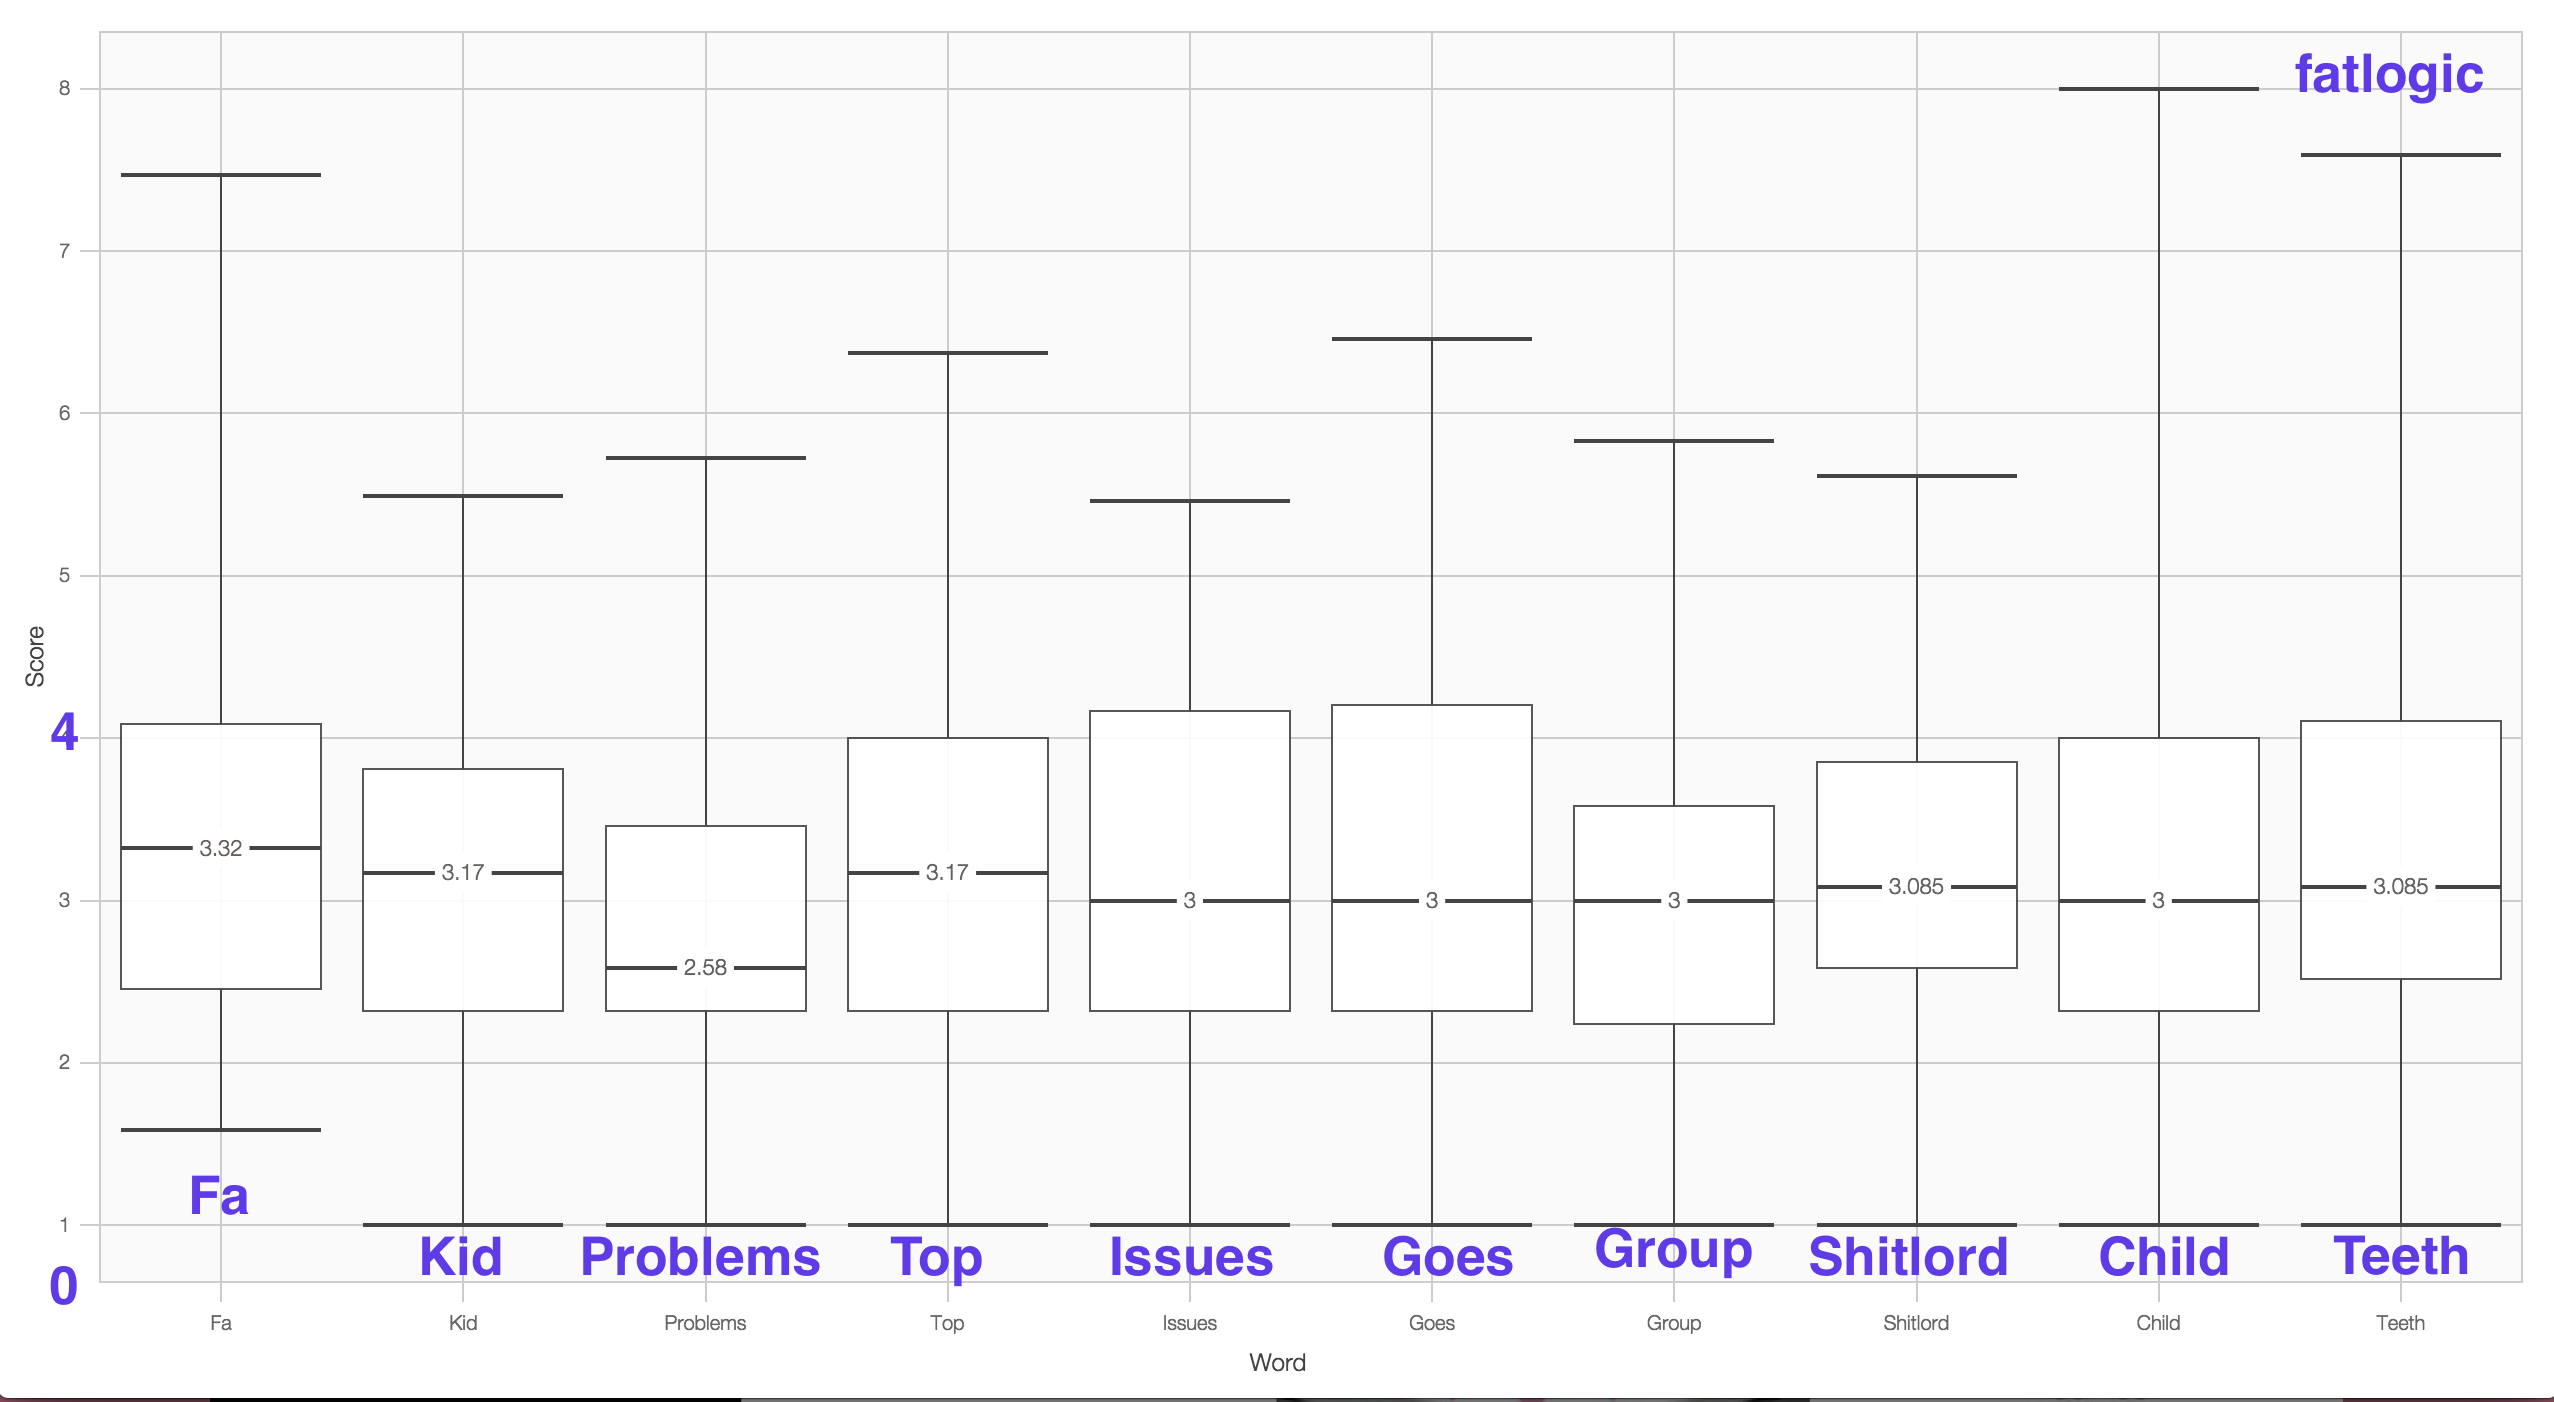 fatlogic
8
7
6
5
4
3
2
1
0
Score
3.32 3.17 2.58 3.17 3 3 3 3.085 3 3.085
Fa Kid Problems Top Issues Goes Group Shitlord Child Teeth
Fa Kid Problems Top Issues Goes Group Shitlord Child Teeth
Word